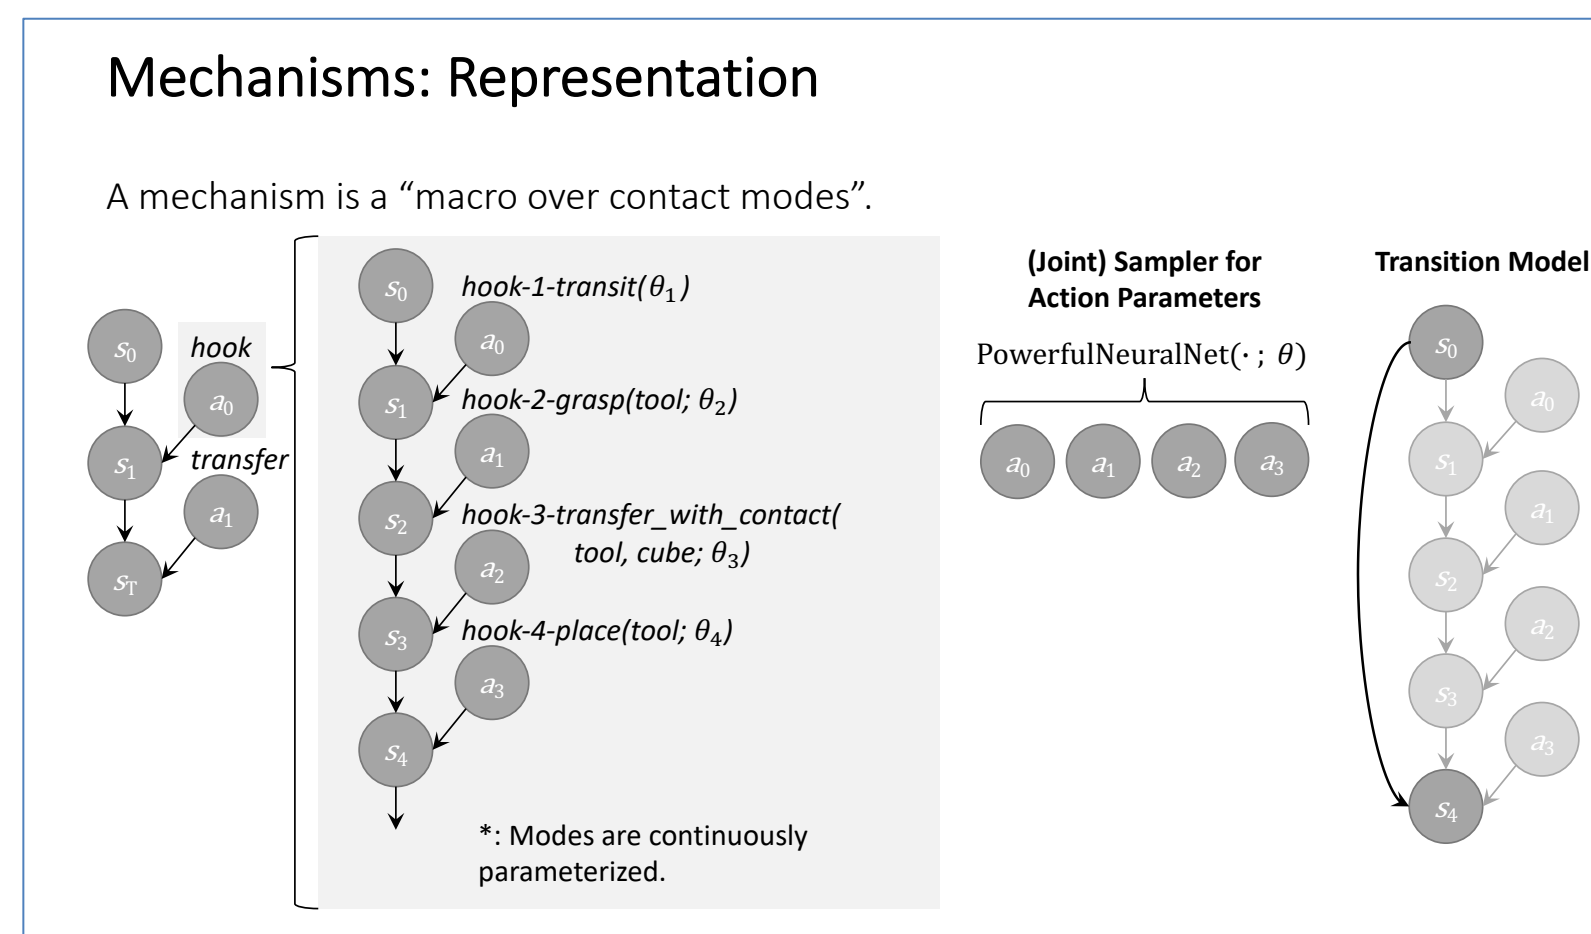 Mechanisms: Representation
A mechanism is a “macro over contact modes”.
s₀
hook
a₀
s₁
transfer
a₁
s_T
s₀
hook-1-transit(θ₁)
a₀
s₁
hook-2-grasp(tool; θ₂)
a₁
s₂
hook-3-transfer_with_contact(
tool, cube; θ₃)
a₂
s₃
hook-4-place(tool; θ₄)
a₃
s₄
*: Modes are continuously
parameterized.
(Joint) Sampler for
Action Parameters
PowerfulNeuralNet(· ; θ)
a₀ a₁ a₂ a₃
Transition Model
s₀
a₀
s₁
a₁
s₂
a₂
s₃
a₃
s₄